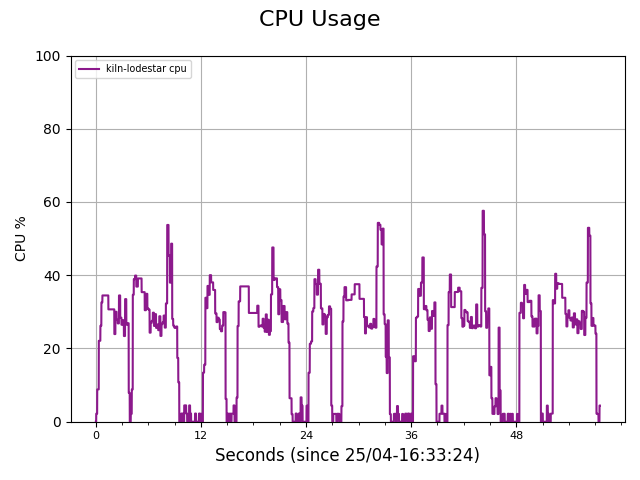 CPU Usage
100
kiln-lodestar cpu
80
60
CPU %
40
20
0
0 12 24 36 48
Seconds (since 25/04-16:33:24)